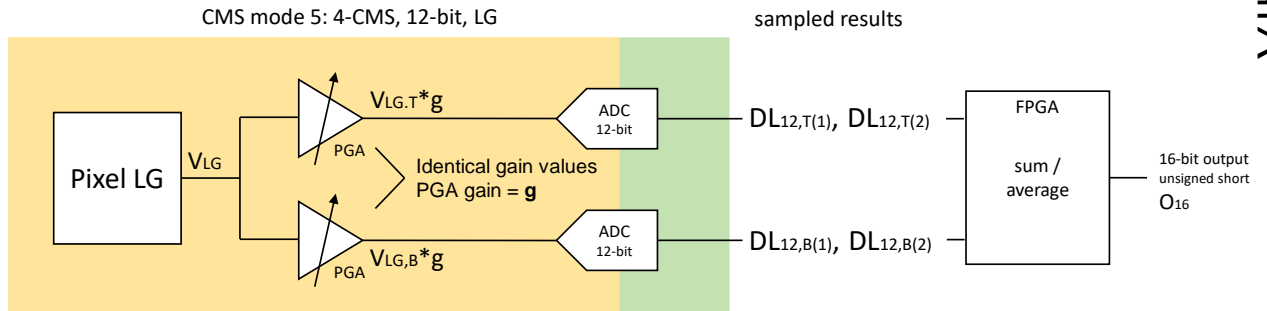 CMS mode 5: 4-CMS, 12-bit, LG
sampled results
Pixel LG
VLG
VLG.T*g
PGA
Identical gain values
PGA gain = g
VLG,B*g
PGA
ADC
12-bit
ADC
12-bit
DL12,T(1), DL12,T(2)
DL12,B(1), DL12,B(2)
FPGA
sum /
average
16-bit output
unsigned short
O16